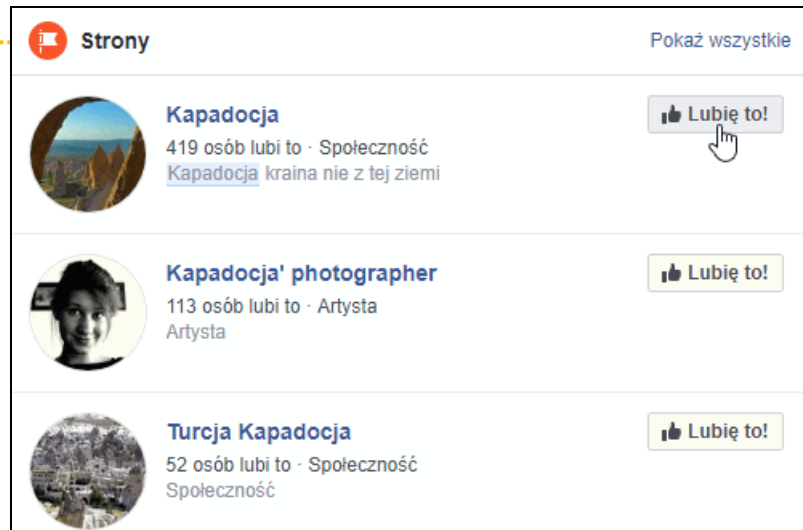 Strony
Pokaż wszystkie
Kapadocja
Lubię to!
419 osób lubi to · Społeczność
Kapadocja kraina nie z tej ziemi
Kapadocja' photographer
Lubię to!
113 osób lubi to · Artysta
Artysta
Turcja Kapadocja
Lubię to!
52 osób lubi to · Społeczność
Społeczność